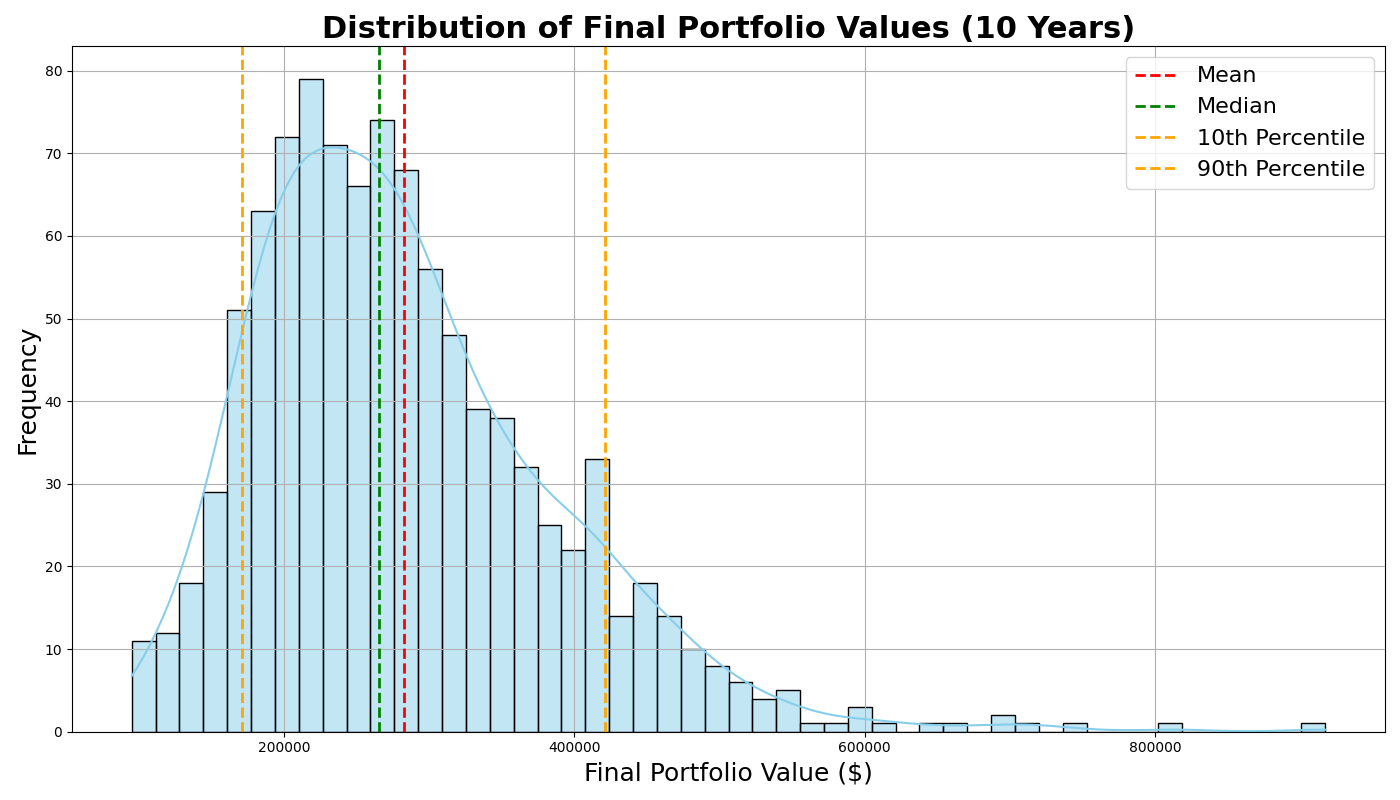 Distribution of Final Portfolio Values (10 Years)
Mean
Median
10th Percentile
90th Percentile
Frequency
80
70
60
50
40
30
20
10
0
200000 400000 600000 800000
Final Portfolio Value ($)